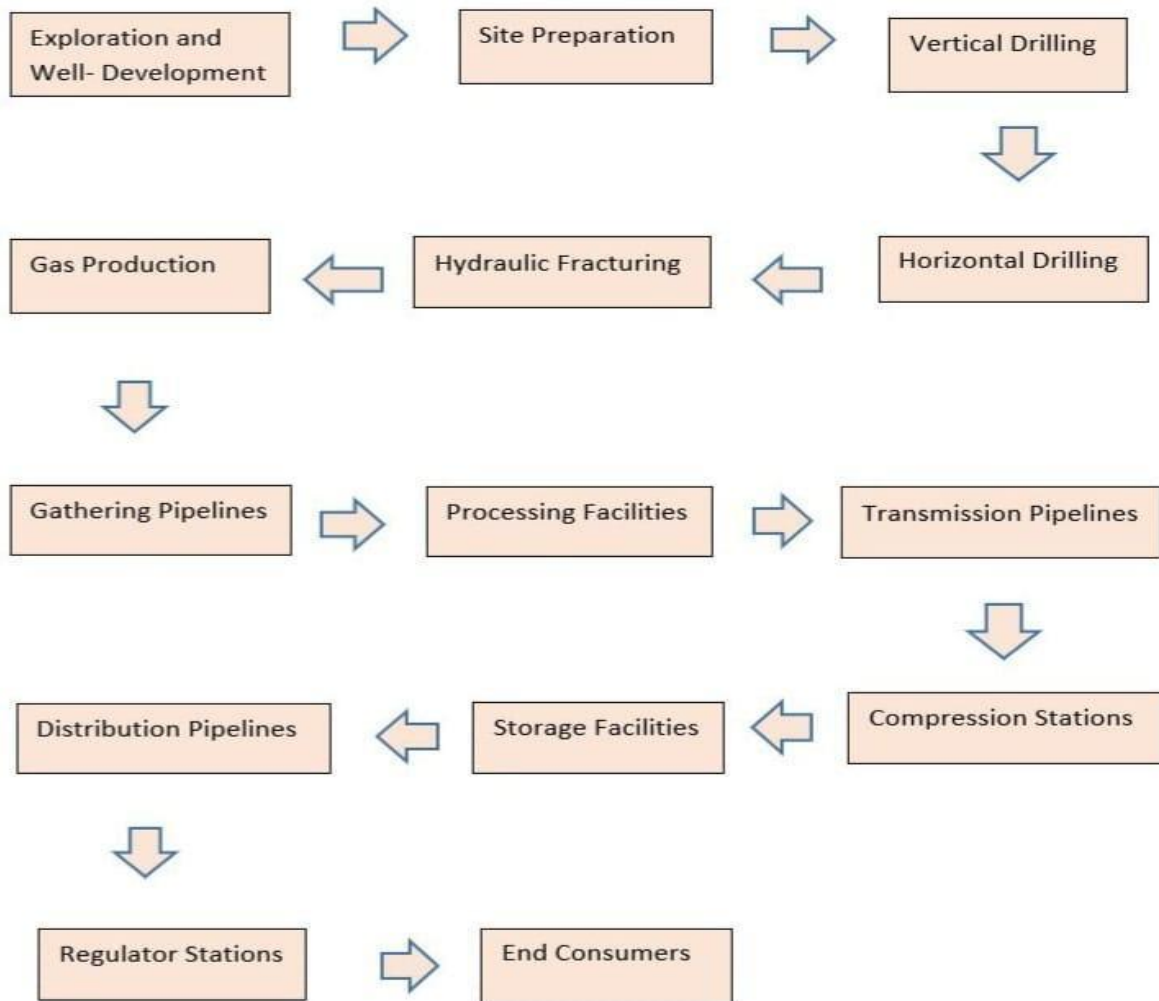 Exploration and
Well- Development
Site Preparation
Vertical Drilling
Horizontal Drilling
Hydraulic Fracturing
Gas Production
Gathering Pipelines
Processing Facilities
Transmission Pipelines
Compression Stations
Storage Facilities
Distribution Pipelines
Regulator Stations
End Consumers